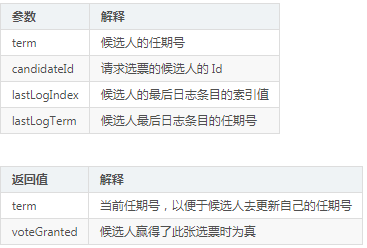 参数 解释
term 候选人的任期号
candidateId 请求选票的候选人的 Id
lastLogIndex 候选人的最后日志条目的索引值
lastLogTerm 候选人最后日志条目的任期号
返回值 解释
term 当前任期号，以便于候选人去更新自己的任期号
voteGranted 候选人赢得了此张选票时为真